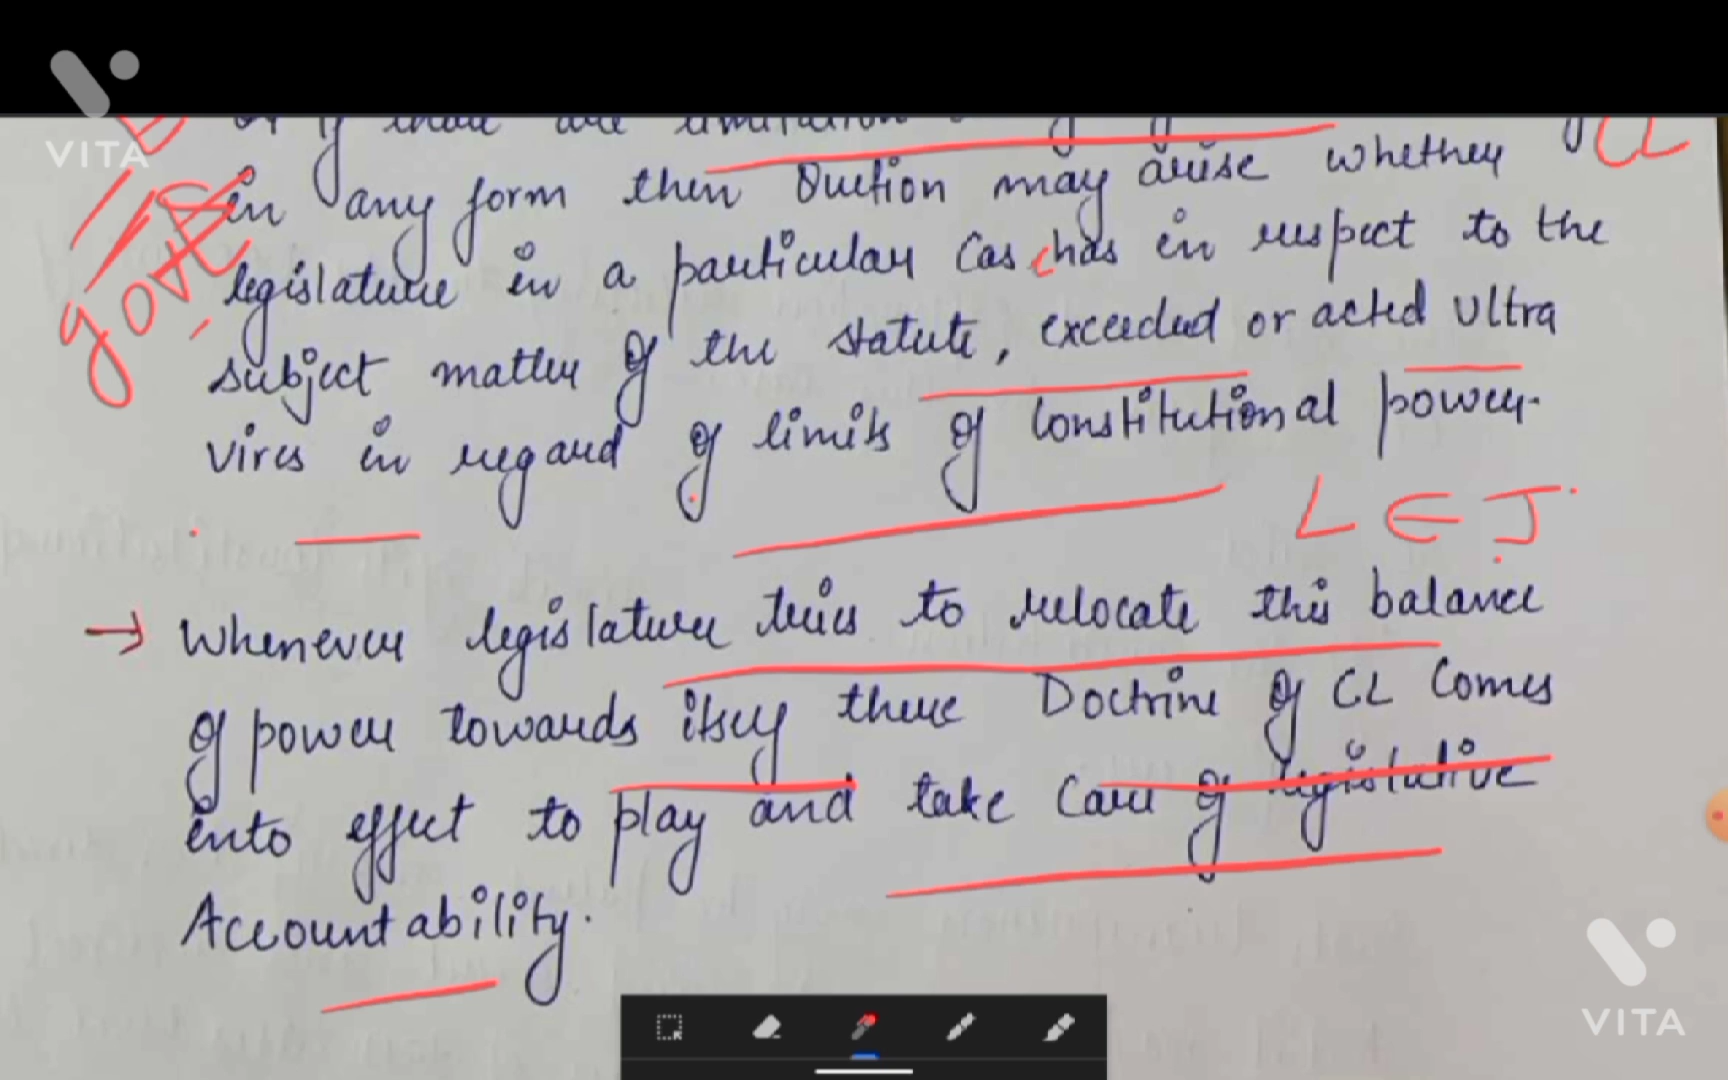 VITA
in any form then Question may arise whether
CL
govt
legislature in a particular Case has in respect to the
subject matter of the statute, exceeded or acted Ultra
vires in regard of limits of Constitutional power.
L E J
→ Whenever legislature tries to relocate this balance
of power towards itself there Doctrine of CL Comes
into effect to play and take Care of legislative
Accountability.
VITA